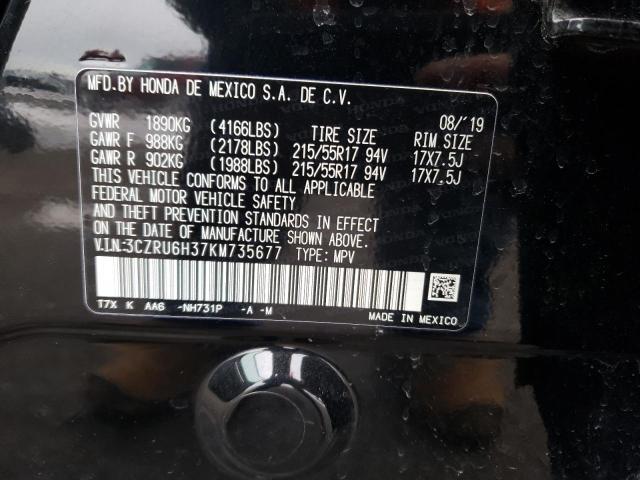 MFD.BY HONDA DE MEXICO S.A. DE C.V.
08/'19
GVWR 1890KG (4166LBS) TIRE SIZE RIM SIZE
GAWR F 988KG (2178LBS) 215/55R17 94V 17X7.5J
GAWR R 902KG (1988LBS) 215/55R17 94V 17X7.5J
THIS VEHICLE CONFORMS TO ALL APPLICABLE
FEDERAL MOTOR VEHICLE SAFETY
AND THEFT PREVENTION STANDARDS IN EFFECT
ON THE DATE OF MANUFACTURE SHOWN ABOVE.
V.I.N:3CZRU6H37KM735677 TYPE: MPV
T7X K AA6 -NH731P -A -M
MADE IN MEXICO